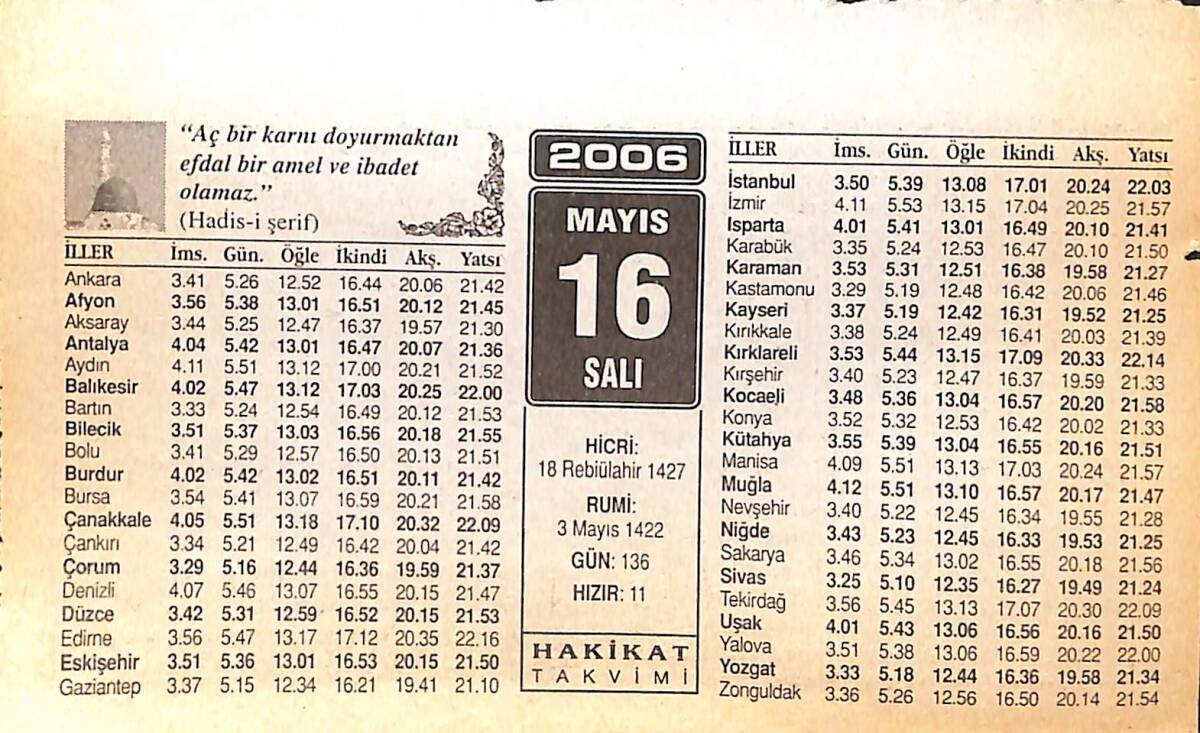 “Aç bir karnı doyurmaktan
efdal bir amel ve ibadet
olamaz.”
(Hadis-i şerif)
İLLER İms. Gün. Öğle İkindi Akş. Yatsı
Ankara 3.41 5.26 12.52 16.44 20.06 21.42
Afyon 3.56 5.38 13.01 16.51 20.12 21.45
Aksaray 3.44 5.25 12.47 16.37 19.57 21.30
Antalya 4.04 5.42 13.01 16.47 20.07 21.36
Aydın 4.11 5.51 13.12 17.00 20.21 21.52
Balıkesir 4.02 5.47 13.12 17.03 20.25 22.00
Bartın 3.33 5.24 12.54 16.49 20.12 21.53
Bilecik 3.51 5.37 13.03 16.56 20.18 21.55
Bolu 3.41 5.29 12.57 16.50 20.13 21.51
Burdur 4.02 5.42 13.02 16.51 20.11 21.42
Bursa 3.54 5.41 13.07 16.59 20.21 21.58
Çanakkale 4.05 5.51 13.18 17.10 20.32 22.09
Çankırı 3.34 5.21 12.49 16.42 20.04 21.42
Çorum 3.29 5.16 12.44 16.36 19.59 21.37
Denizli 4.07 5.46 13.07 16.55 20.15 21.47
Düzce 3.42 5.31 12.59 16.52 20.15 21.53
Edirne 3.56 5.47 13.17 17.12 20.35 22.16
Eskişehir 3.51 5.36 13.01 16.53 20.15 21.50
Gaziantep 3.37 5.15 12.34 16.21 19.41 21.10
2006
MAYIS
16
SALI
HİCRİ:
18 Rebiülahir 1427
RUMİ:
3 Mayıs 1422
GÜN: 136
HIZIR: 11
HAKİKAT
TAKVİMİ
İLLER İms. Gün. Öğle İkindi Akş. Yatsı
İstanbul 3.50 5.39 13.08 17.01 20.24 22.03
İzmir 4.11 5.53 13.15 17.04 20.25 21.57
Isparta 4.01 5.41 13.01 16.49 20.10 21.41
Karabük 3.35 5.24 12.53 16.47 20.10 21.50
Karaman 3.53 5.31 12.51 16.38 19.58 21.27
Kastamonu 3.29 5.19 12.48 16.42 20.06 21.46
Kayseri 3.37 5.19 12.42 16.31 19.52 21.25
Kırıkkale 3.38 5.24 12.49 16.41 20.03 21.39
Kırklareli 3.53 5.44 13.15 17.09 20.33 22.14
Kırşehir 3.40 5.23 12.47 16.37 19.59 21.33
Kocaeli 3.48 5.36 13.04 16.57 20.20 21.58
Konya 3.52 5.32 12.53 16.42 20.02 21.33
Kütahya 3.55 5.39 13.04 16.55 20.16 21.51
Manisa 4.09 5.51 13.13 17.03 20.24 21.57
Muğla 4.12 5.51 13.10 16.57 20.17 21.47
Nevşehir 3.40 5.22 12.45 16.34 19.55 21.28
Niğde 3.43 5.23 12.45 16.33 19.53 21.25
Sakarya 3.46 5.34 13.02 16.55 20.18 21.56
Sivas 3.25 5.10 12.35 16.27 19.49 21.24
Tekirdağ 3.56 5.45 13.13 17.07 20.30 22.09
Uşak 4.01 5.43 13.06 16.56 20.16 21.50
Yalova 3.51 5.38 13.06 16.59 20.22 22.00
Yozgat 3.33 5.18 12.44 16.36 19.58 21.34
Zonguldak 3.36 5.26 12.56 16.50 20.14 21.54